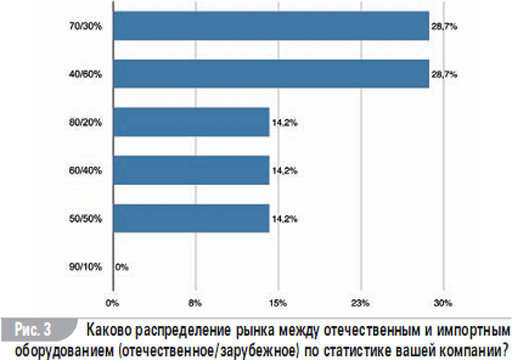 70/30% 28,7%
40/60% 28,7%
80/20% 14,2%
60/40% 14,2%
50/50% 14,2%
90/10% 0%
0% 8% 15% 23% 30%
Рис. 3 Каково распределение рынка между отечественным и импортным
оборудованием (отечественное/зарубежное) по статистике вашей компании?